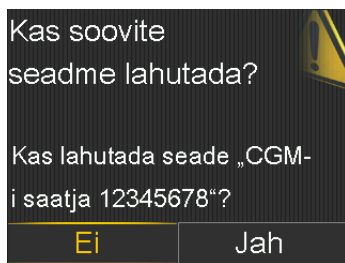 Kas soovite
seadme lahutada?
Kas lahutada seade „CGM-
i saatja 12345678“?
Ei
Jah